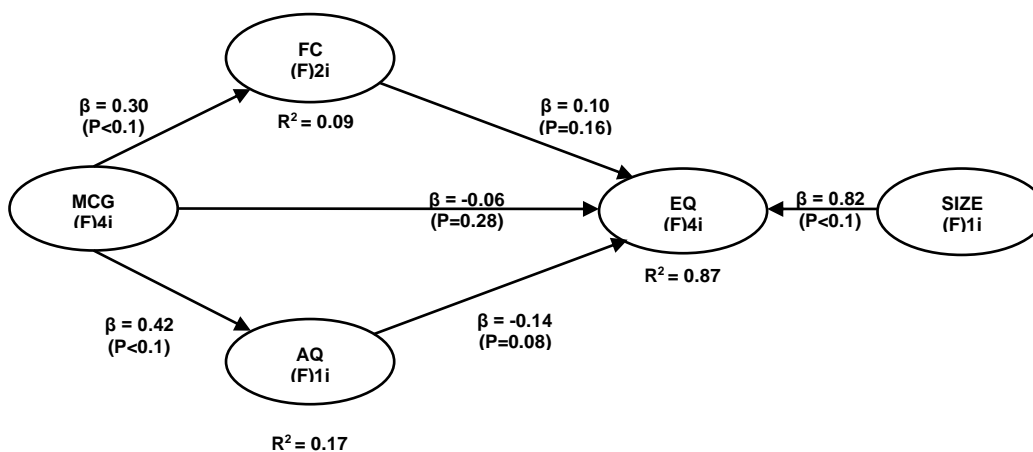 FC
(F)2i
β = 0.30
(P<0.1)
R² = 0.09
β = 0.10
(P=0.16)
MCG
(F)4i
β = -0.06
(P=0.28)
EQ
(F)4i
β = 0.82
(P<0.1)
SIZE
(F)1i
R² = 0.87
β = 0.42
(P<0.1)
β = -0.14
(P=0.08)
AQ
(F)1i
R² = 0.17